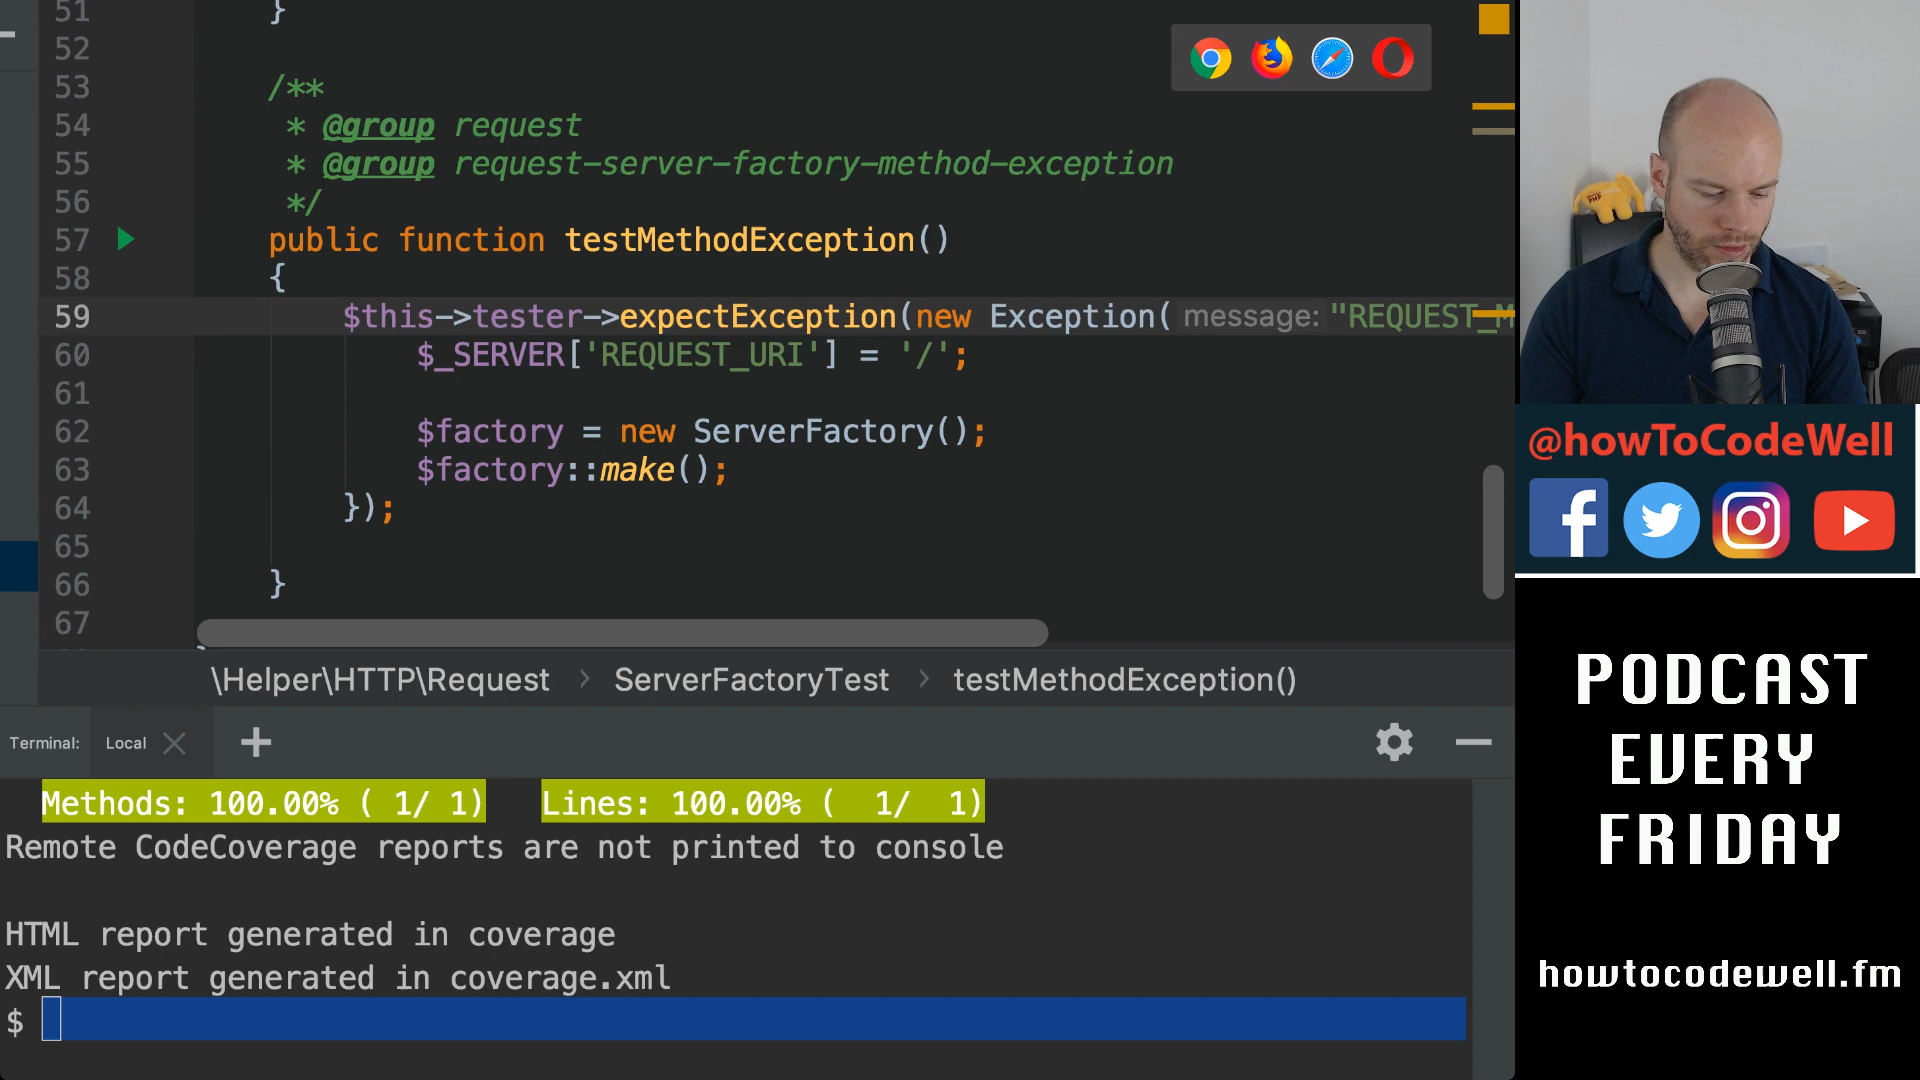 51 }
52
53 /**
54 * @group request
55 * @group request-server-factory-method-exception
56 */
57 public function testMethodException()
58 {
59 $this->tester->expectException(new Exception( message: "REQUEST_M
60 $_SERVER['REQUEST_URI'] = '/';
61
62 $factory = new ServerFactory();
63 $factory::make();
64 });
65
66 }
67
\Helper\HTTP\Request › ServerFactoryTest › testMethodException()
Terminal: Local
Methods: 100.00% ( 1/ 1) Lines: 100.00% ( 1/ 1)
Remote CodeCoverage reports are not printed to console
HTML report generated in coverage
XML report generated in coverage.xml
$
PHP
@howToCodeWell
PODCAST
EVERY
FRIDAY
howtocodewell.fm